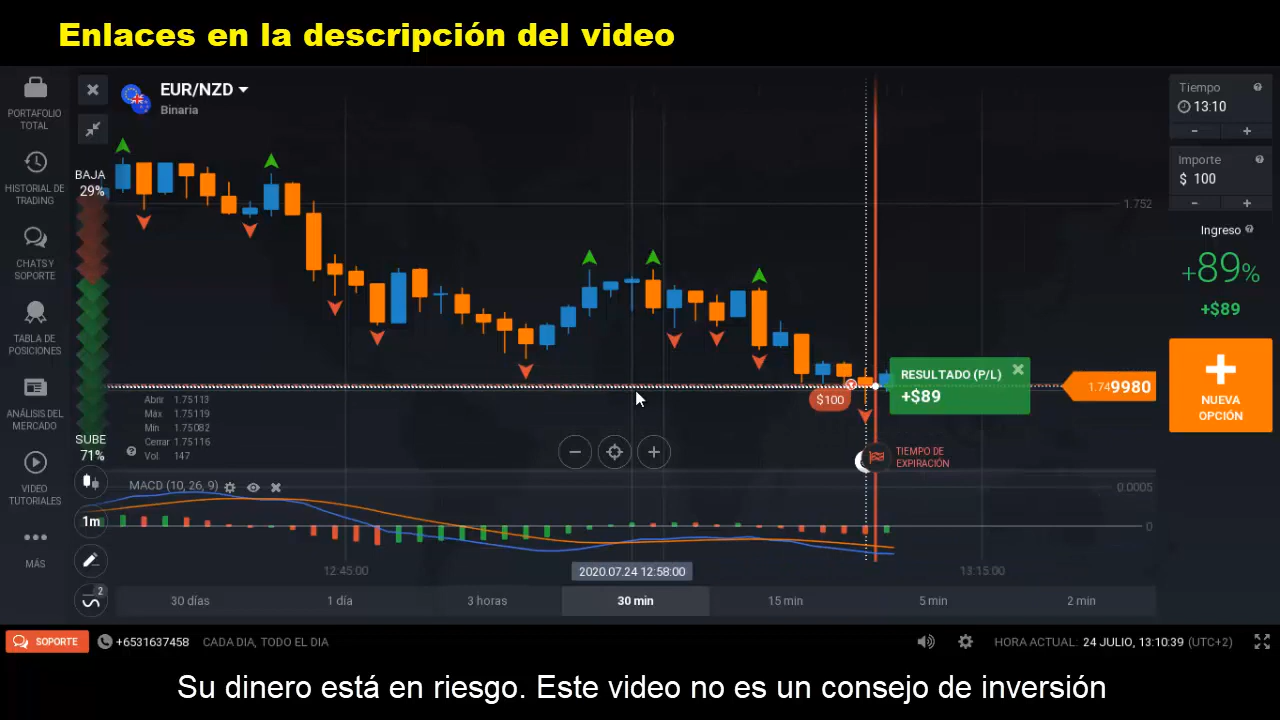 Enlaces en la descripción del video
PORTAFOLIO
TOTAL
HISTORIAL DE
TRADING
CHATS Y
SOPORTE
TABLA DE
POSICIONES
ANÁLISIS DEL
MERCADO
VIDEO
TUTORIALES
MÁS
EUR/NZD
Binaria
BAJA
29%
SUBE
71%
1m
2
Abrir 1.75113
Máx 1.75119
Mín 1.75082
Cerrar 1.75116
Vol. 147
MACD (10, 26, 9)
$100
RESULTADO (P/L)
+$89
TIEMPO DE
EXPIRACIÓN
1.752
1.749980
0.0005
0
12:45:00
2020.07.24 12:58:00
13:15:00
30 días
1 día
3 horas
30 min
15 min
5 min
2 min
Tiempo
13:10
- +
Importe
$ 100
- +
Ingreso
+89%
+$89
NUEVA
OPCIÓN
SOPORTE
+6531637458
CADA DIA, TODO EL DIA
HORA ACTUAL: 24 JULIO, 13:10:39 (UTC+2)
Su dinero está en riesgo. Este video no es un consejo de inversión